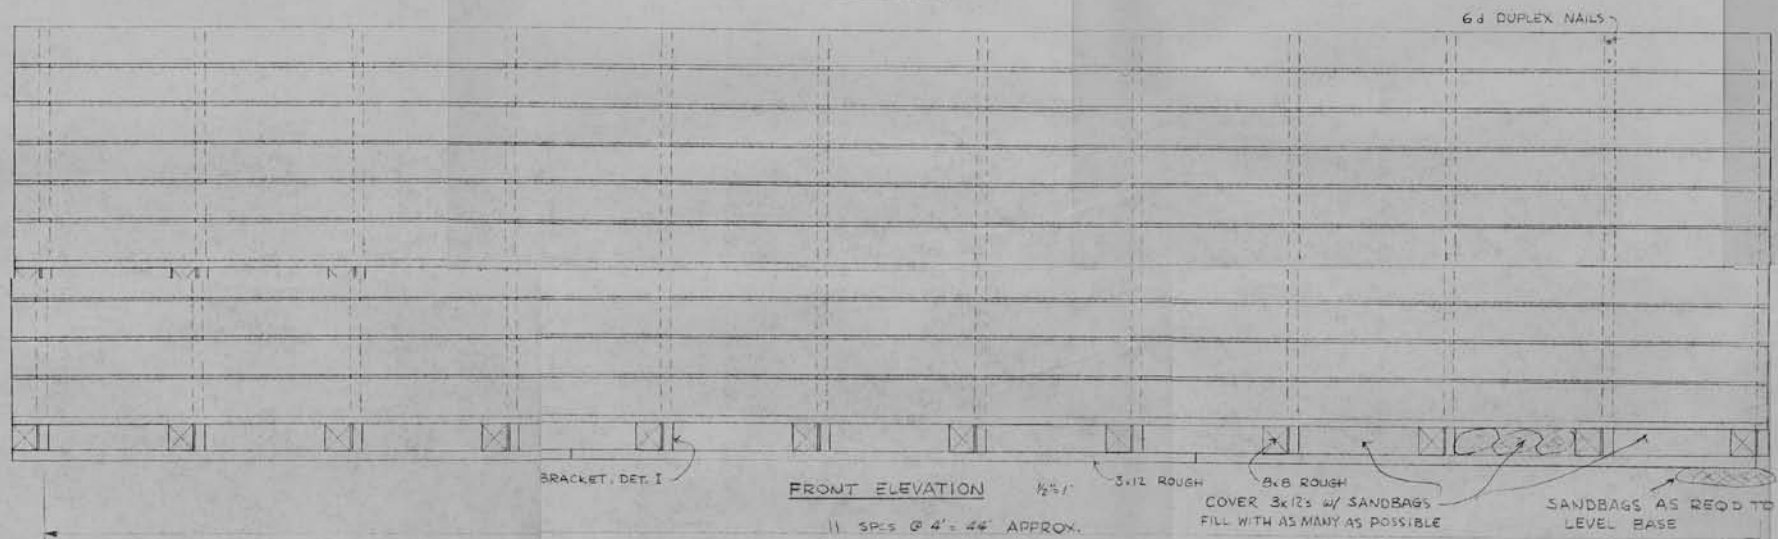 6d DUPLEX NAILS
BRACKET, DET. I
FRONT ELEVATION
1/2"=1'
3x12 ROUGH
8x8 ROUGH
COVER 3x12s w/ SANDBAGS
FILL WITH AS MANY AS POSSIBLE
SANDBAGS AS REQD TO
LEVEL BASE
11 SPCS @ 4' = 44' APPROX.